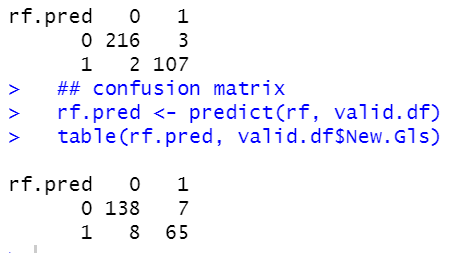 rf.pred   0   1
      0 216   3
      1   2 107
>   ## confusion matrix
>   rf.pred <- predict(rf, valid.df)
>   table(rf.pred, valid.df$New.Gls)

rf.pred   0   1
      0 138   7
      1   8  65